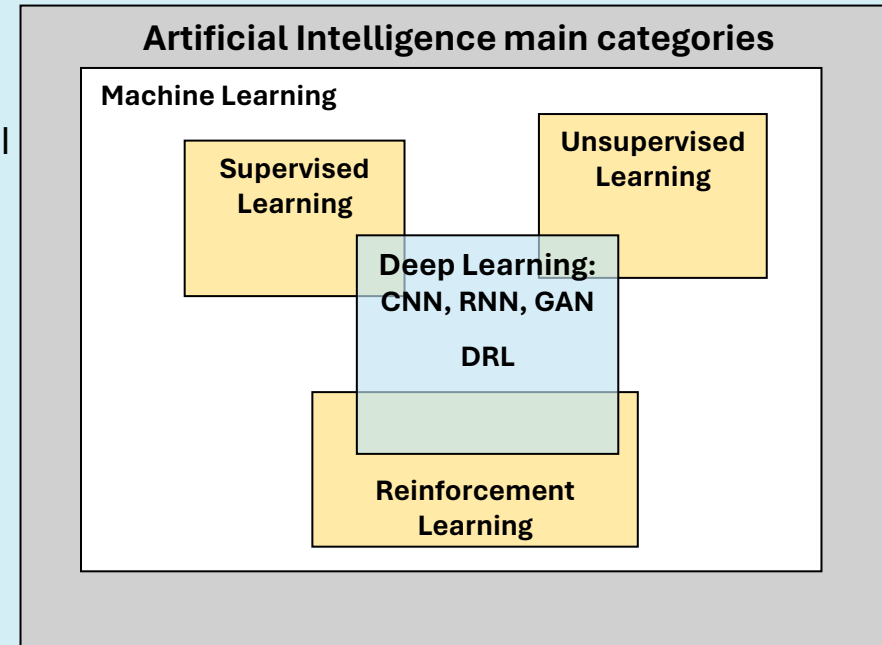 Artificial Intelligence main categories
Machine Learning
l
Supervised
Learning
Unsupervised
Learning
Deep Learning:
CNN, RNN, GAN
DRL
Reinforcement
Learning